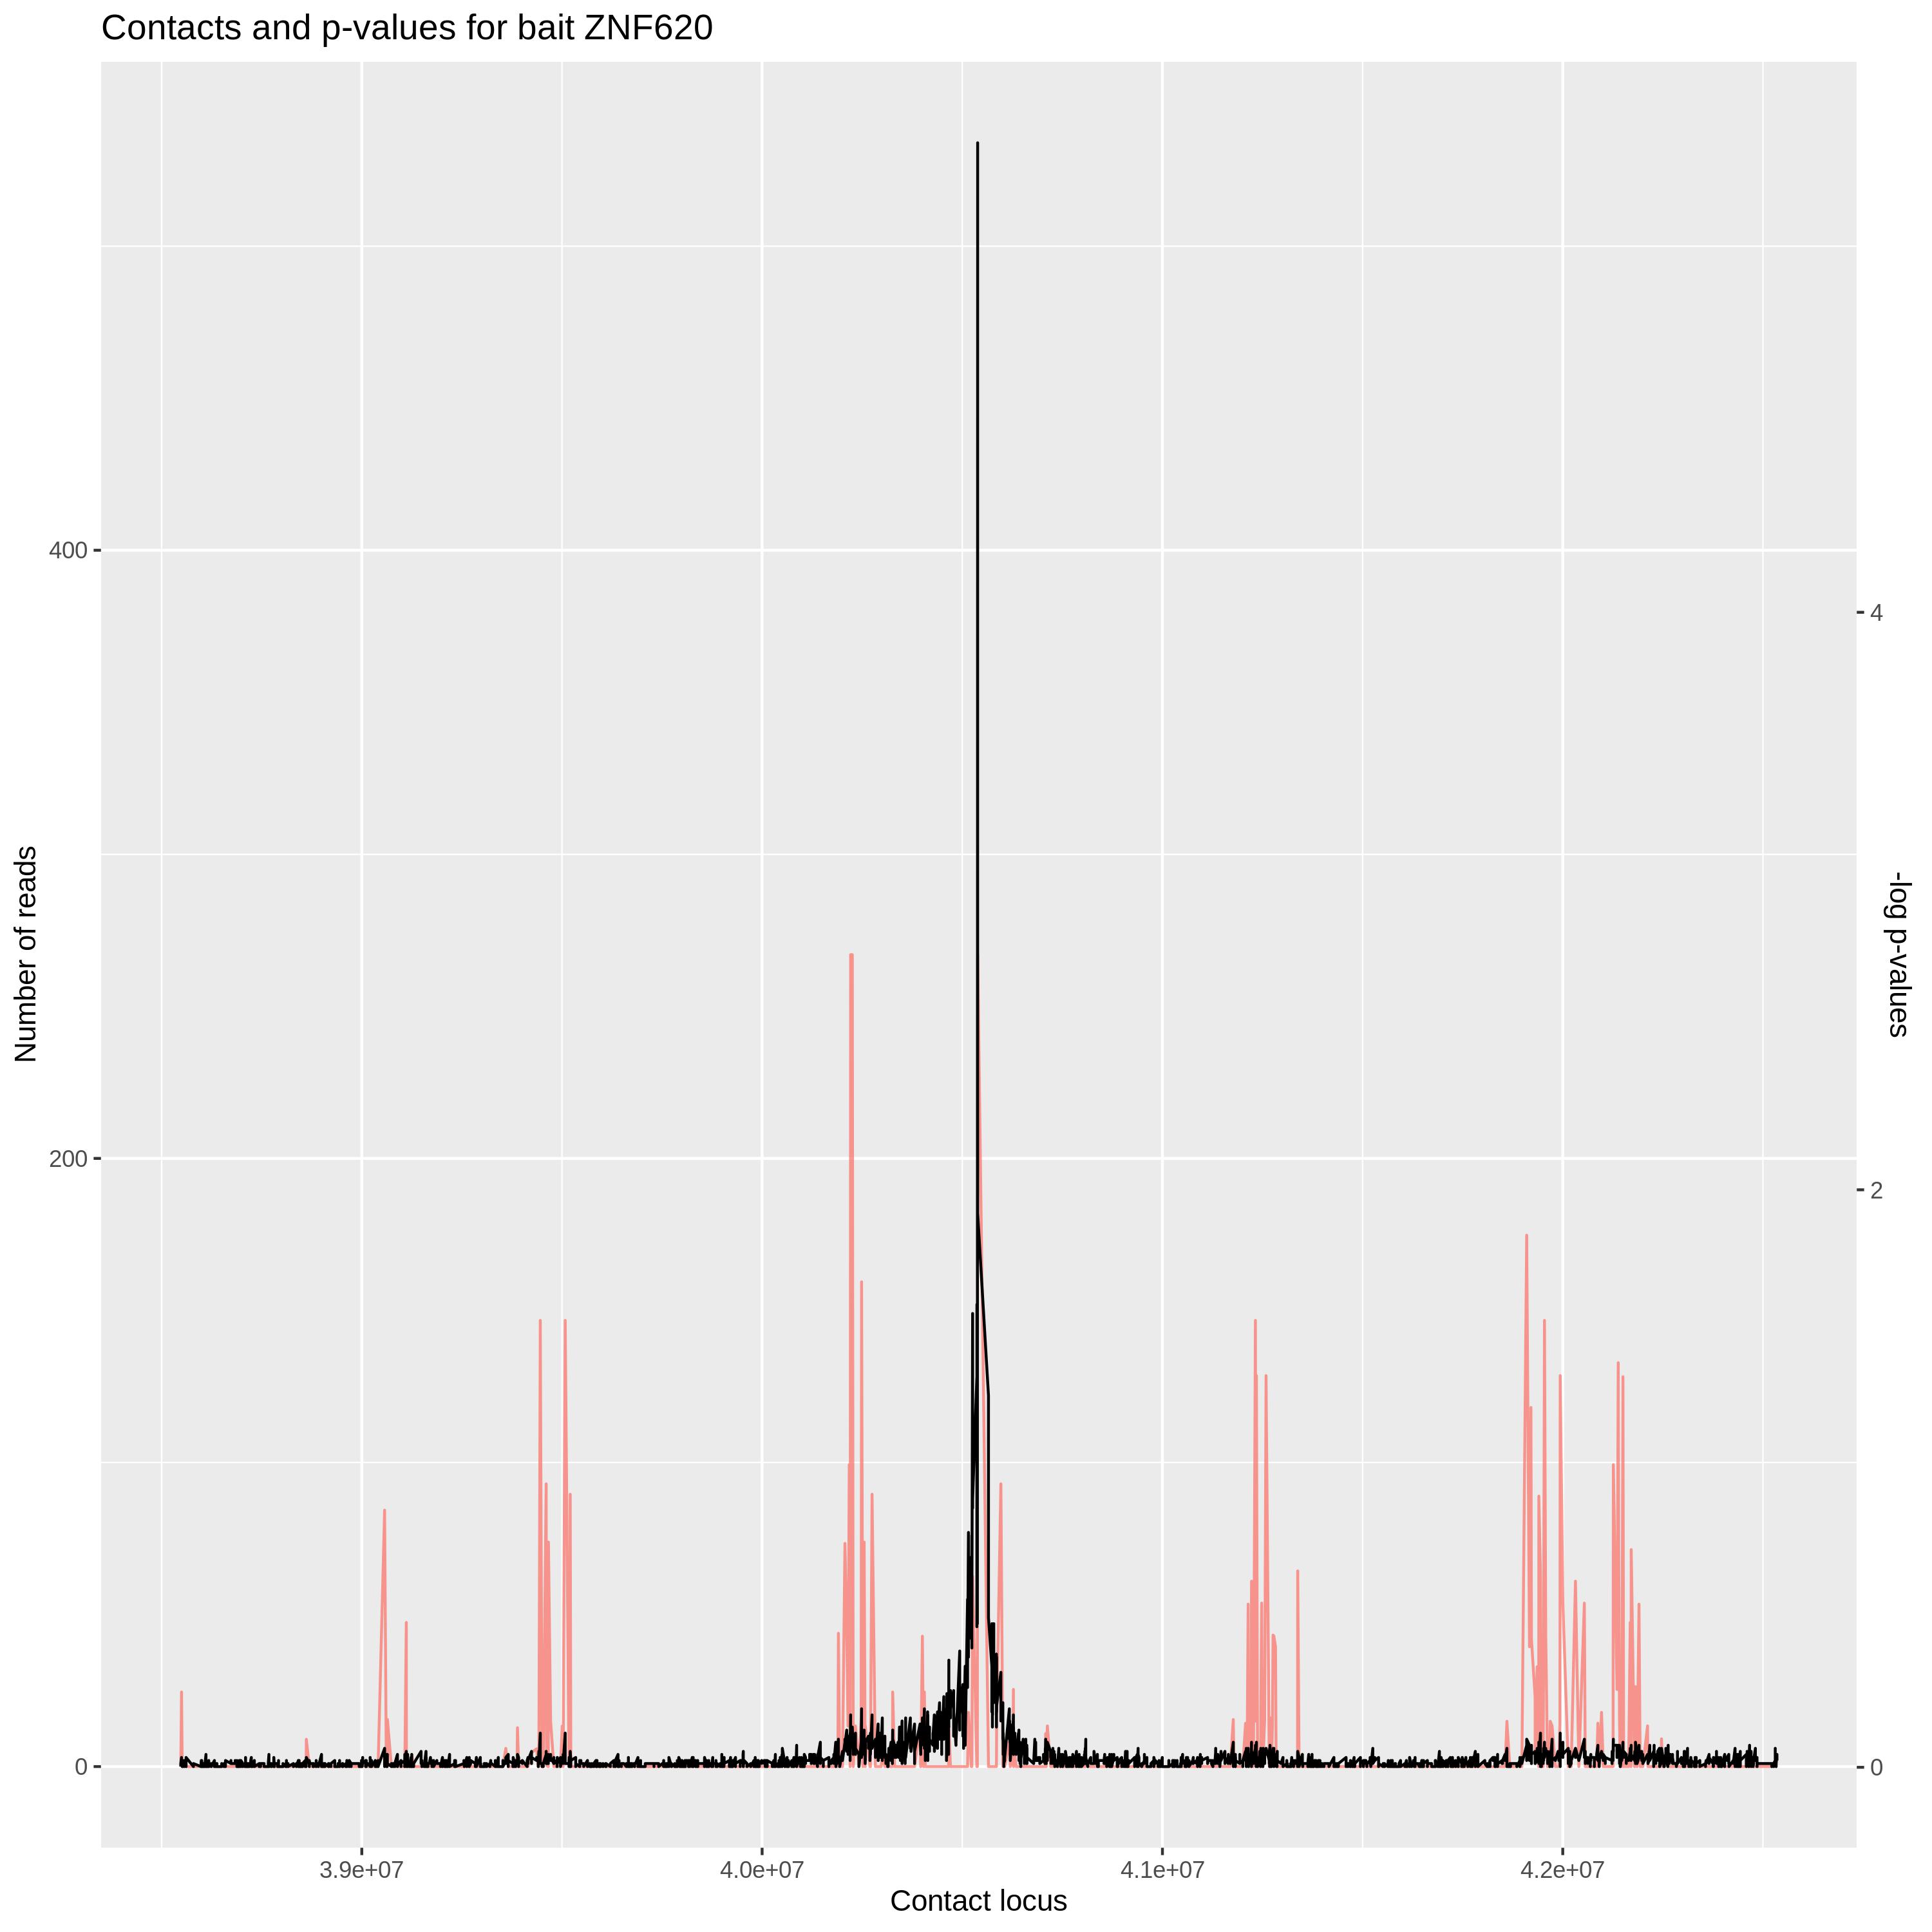 Contacts and p-values for bait ZNF620
Number of reads
400
200
0
4
2
0
-log p-values
3.9e+07
4.0e+07
4.1e+07
4.2e+07
Contact locus